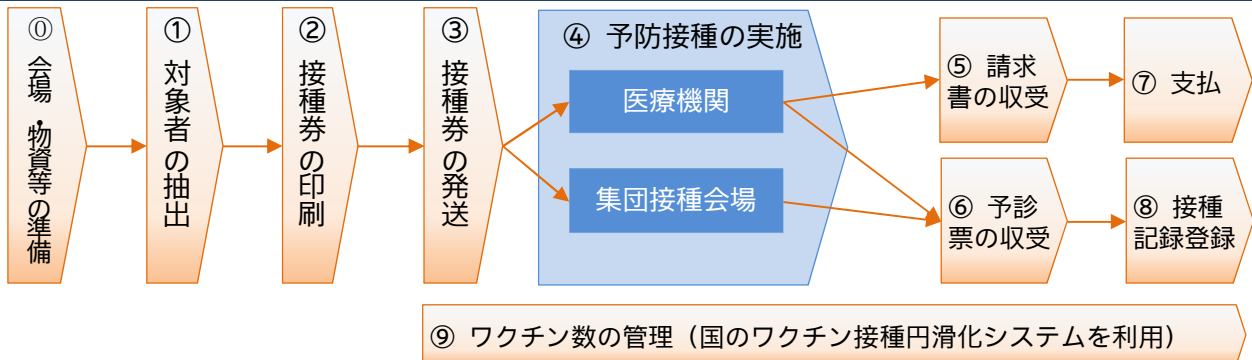 ⓪ 会場・物資等の準備
① 対象者の抽出
② 接種券の印刷
③ 接種券の発送
④ 予防接種の実施
医療機関
集団接種会場
⑤ 請求
書の収受
⑦ 支払
⑥ 予診
票の収受
⑧ 接種
記録登録
⑨ ワクチン数の管理（国のワクチン接種円滑化システムを利用）